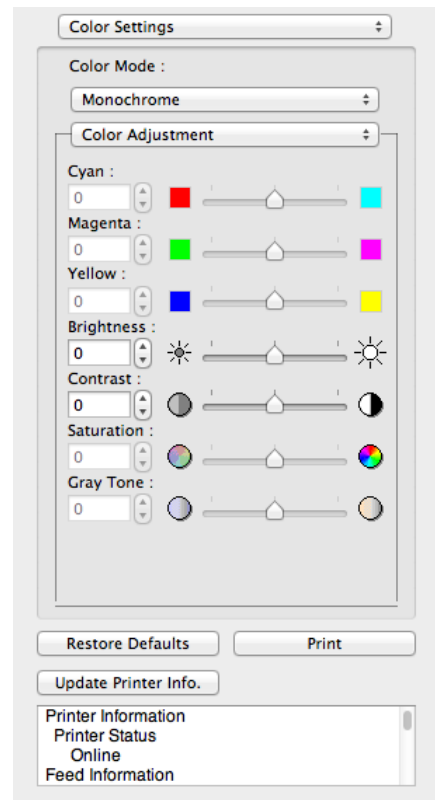 Color Settings
Color Mode :
Monochrome
Color Adjustment
Cyan :
0
Magenta :
0
Yellow :
0
Brightness :
0
Contrast :
0
Saturation :
0
Gray Tone :
0
Restore Defaults Print
Update Printer Info.
Printer Information
Printer Status
Online
Feed Information